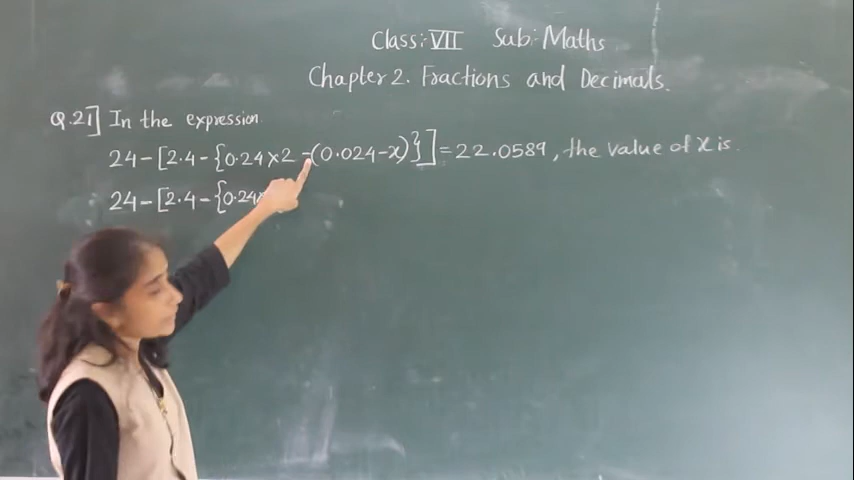 Class:- VII Sub:- Maths
Chapter 2. Fractions and Decimals.
Q.21] In the expression
24-[2.4-{0.24×2-(0.024-x)}]=22.0589, the value of x is
24-[2.4-{0.24×